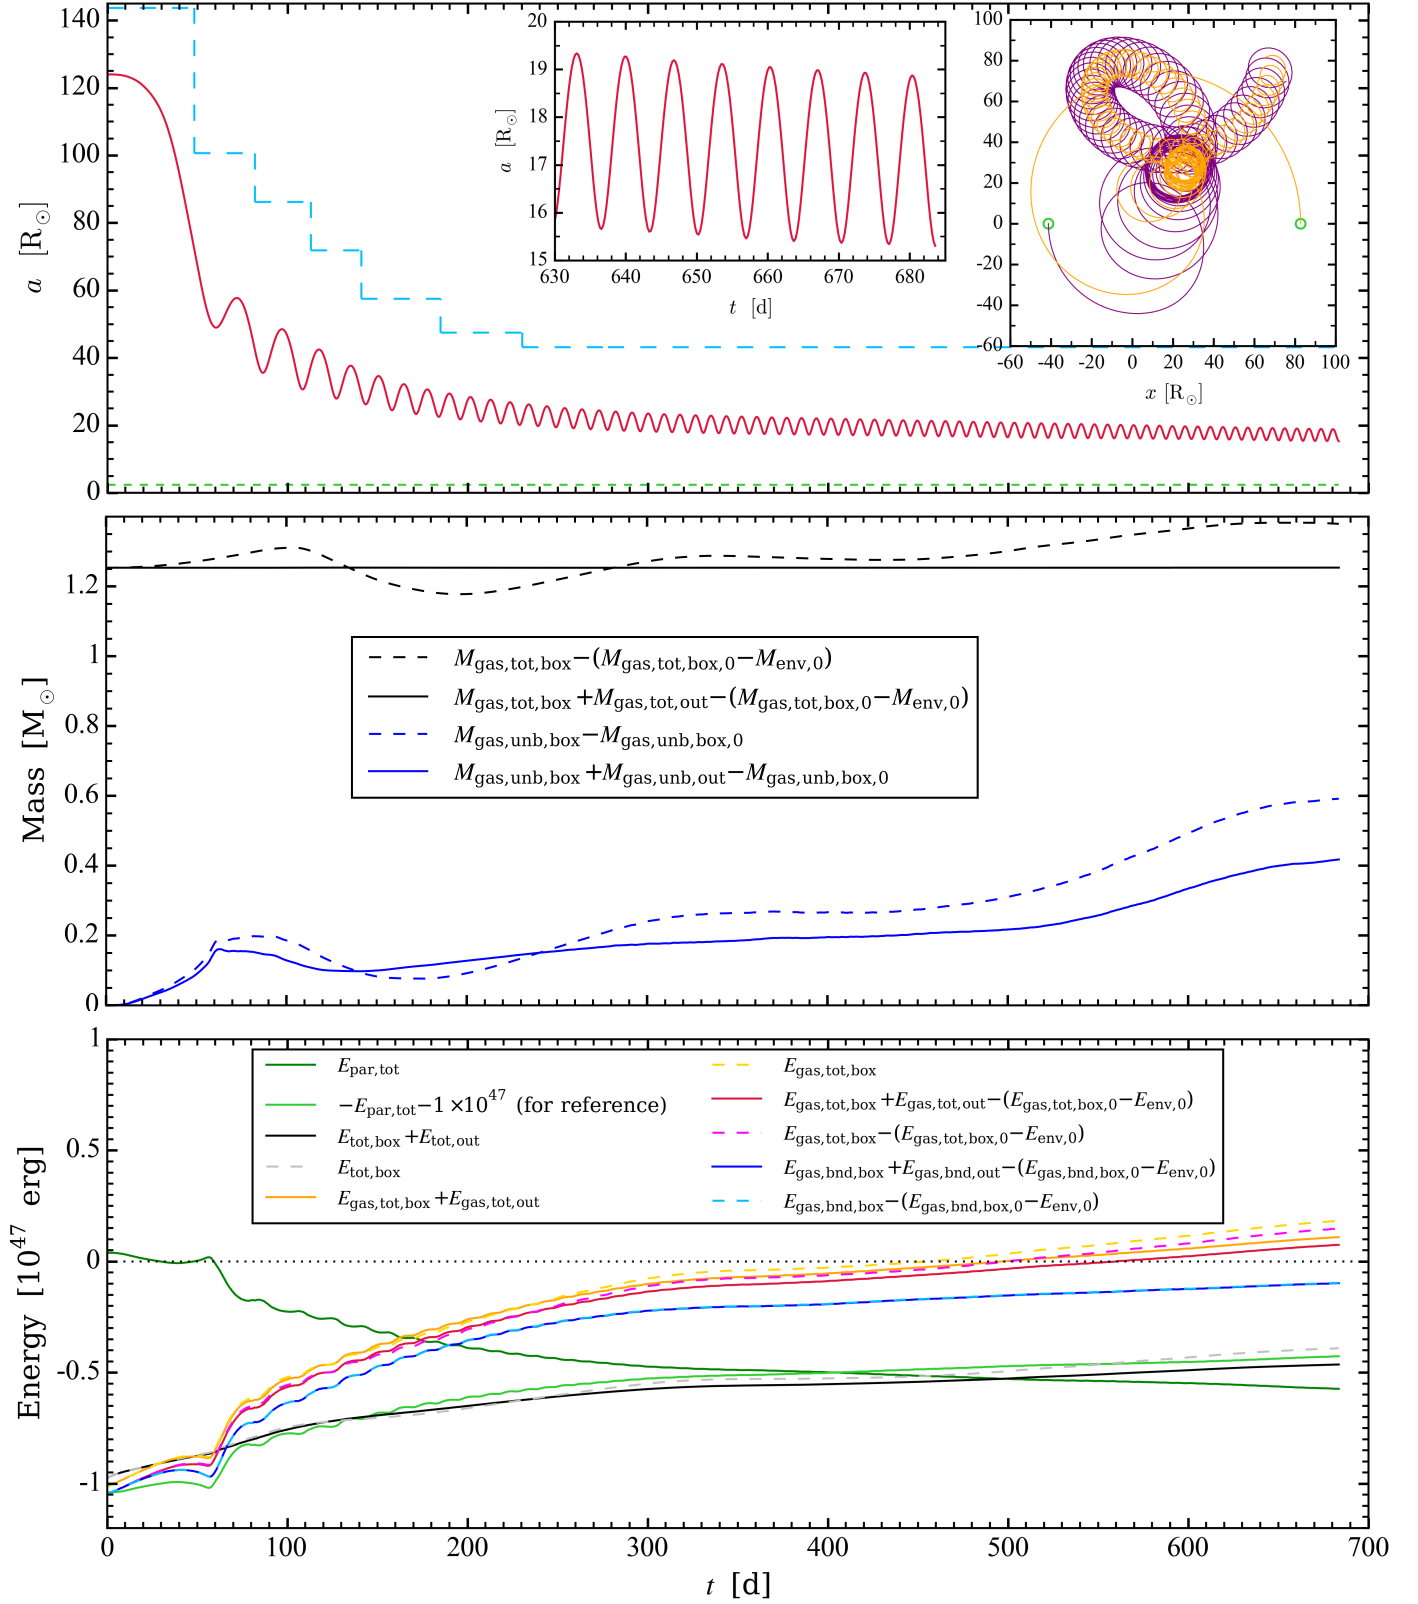 140
120
100
80
60
40
20
0
a [R⊙]
20
19
18
17
16
15
a [R⊙]
630 640 650 660 670 680
t [d]
100
80
60
40
20
0
-20
-40
-60
-60 -40 -20 0 20 40 60 80 100
x [R⊙]
1.2
1
0.8
0.6
0.4
0.2
0
Mass [M⊙]
M_gas,tot,box−(M_gas,tot,box,0−M_env,0)
M_gas,tot,box+M_gas,tot,out−(M_gas,tot,box,0−M_env,0)
M_gas,unb,box−M_gas,unb,box,0
M_gas,unb,box+M_gas,unb,out−M_gas,unb,box,0
1
0.5
0
-0.5
-1
Energy [10^47 erg]
E_par,tot
−E_par,tot−1×10^47 (for reference)
E_tot,box+E_tot,out
E_tot,box
E_gas,tot,box+E_gas,tot,out
E_gas,tot,box
E_gas,tot,box+E_gas,tot,out−(E_gas,tot,box,0−E_env,0)
E_gas,tot,box−(E_gas,tot,box,0−E_env,0)
E_gas,bnd,box+E_gas,bnd,out−(E_gas,bnd,box,0−E_env,0)
E_gas,bnd,box−(E_gas,bnd,box,0−E_env,0)
0 100 200 300 400 500 600 700
t [d]